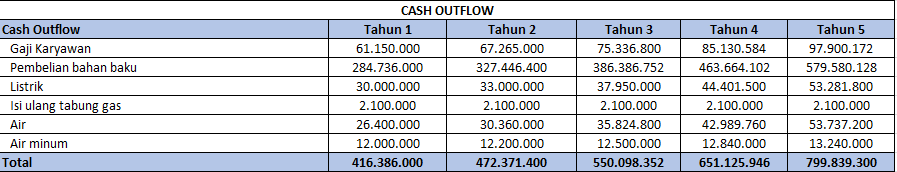 CASH OUTFLOW
Cash Outflow Tahun 1 Tahun 2 Tahun 3 Tahun 4 Tahun 5
Gaji Karyawan 61.150.000 67.265.000 75.336.800 85.130.584 97.900.172
Pembelian bahan baku 284.736.000 327.446.400 386.386.752 463.664.102 579.580.128
Listrik 30.000.000 33.000.000 37.950.000 44.401.500 53.281.800
Isi ulang tabung gas 2.100.000 2.100.000 2.100.000 2.100.000 2.100.000
Air 26.400.000 30.360.000 35.824.800 42.989.760 53.737.200
Air minum 12.000.000 12.200.000 12.500.000 12.840.000 13.240.000
Total 416.386.000 472.371.400 550.098.352 651.125.946 799.839.300